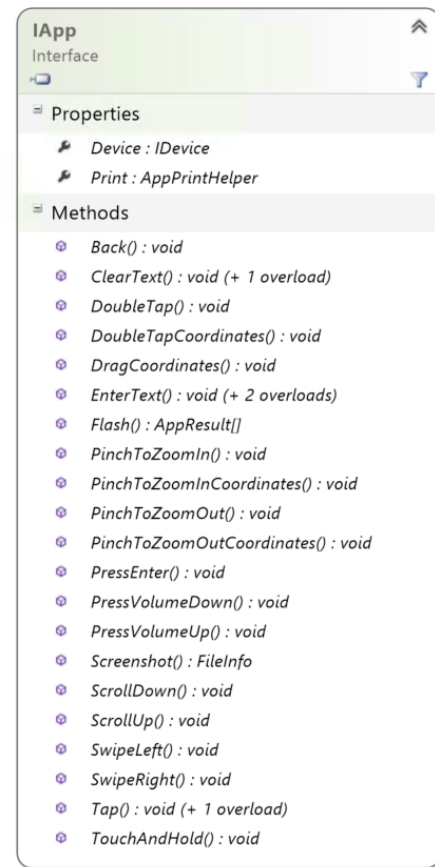 IApp
Interface
Properties
Device : IDevice
Print : AppPrintHelper
Methods
Back() : void
ClearText() : void (+ 1 overload)
DoubleTap() : void
DoubleTapCoordinates() : void
DragCoordinates() : void
EnterText() : void (+ 2 overloads)
Flash() : AppResult[]
PinchToZoomIn() : void
PinchToZoomInCoordinates() : void
PinchToZoomOut() : void
PinchToZoomOutCoordinates() : void
PressEnter() : void
PressVolumeDown() : void
PressVolumeUp() : void
Screenshot() : FileInfo
ScrollDown() : void
ScrollUp() : void
SwipeLeft() : void
SwipeRight() : void
Tap() : void (+ 1 overload)
TouchAndHold() : void